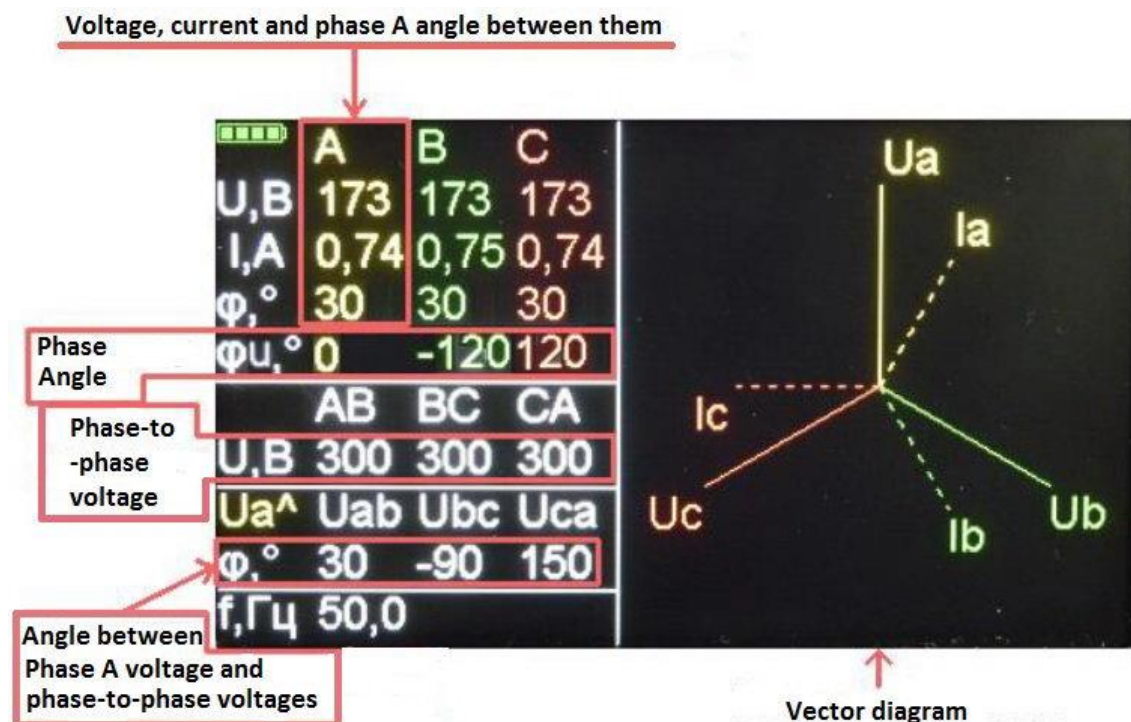 Voltage, current and phase A angle between them
A B C
U,В 173 173 173
I,A 0,74 0,75 0,74
φ,° 30 30 30
Phase
Angle
φu,° 0 -120 120
AB BC CA
Phase-to
-phase
voltage
U,В 300 300 300
Ua^ Uab Ubc Uca
φ,° 30 -90 150
f,Гц 50,0
Angle between
Phase A voltage and
phase-to-phase voltages
Ua
Ia
Ic
Uc
Ib
Ub
Vector diagram